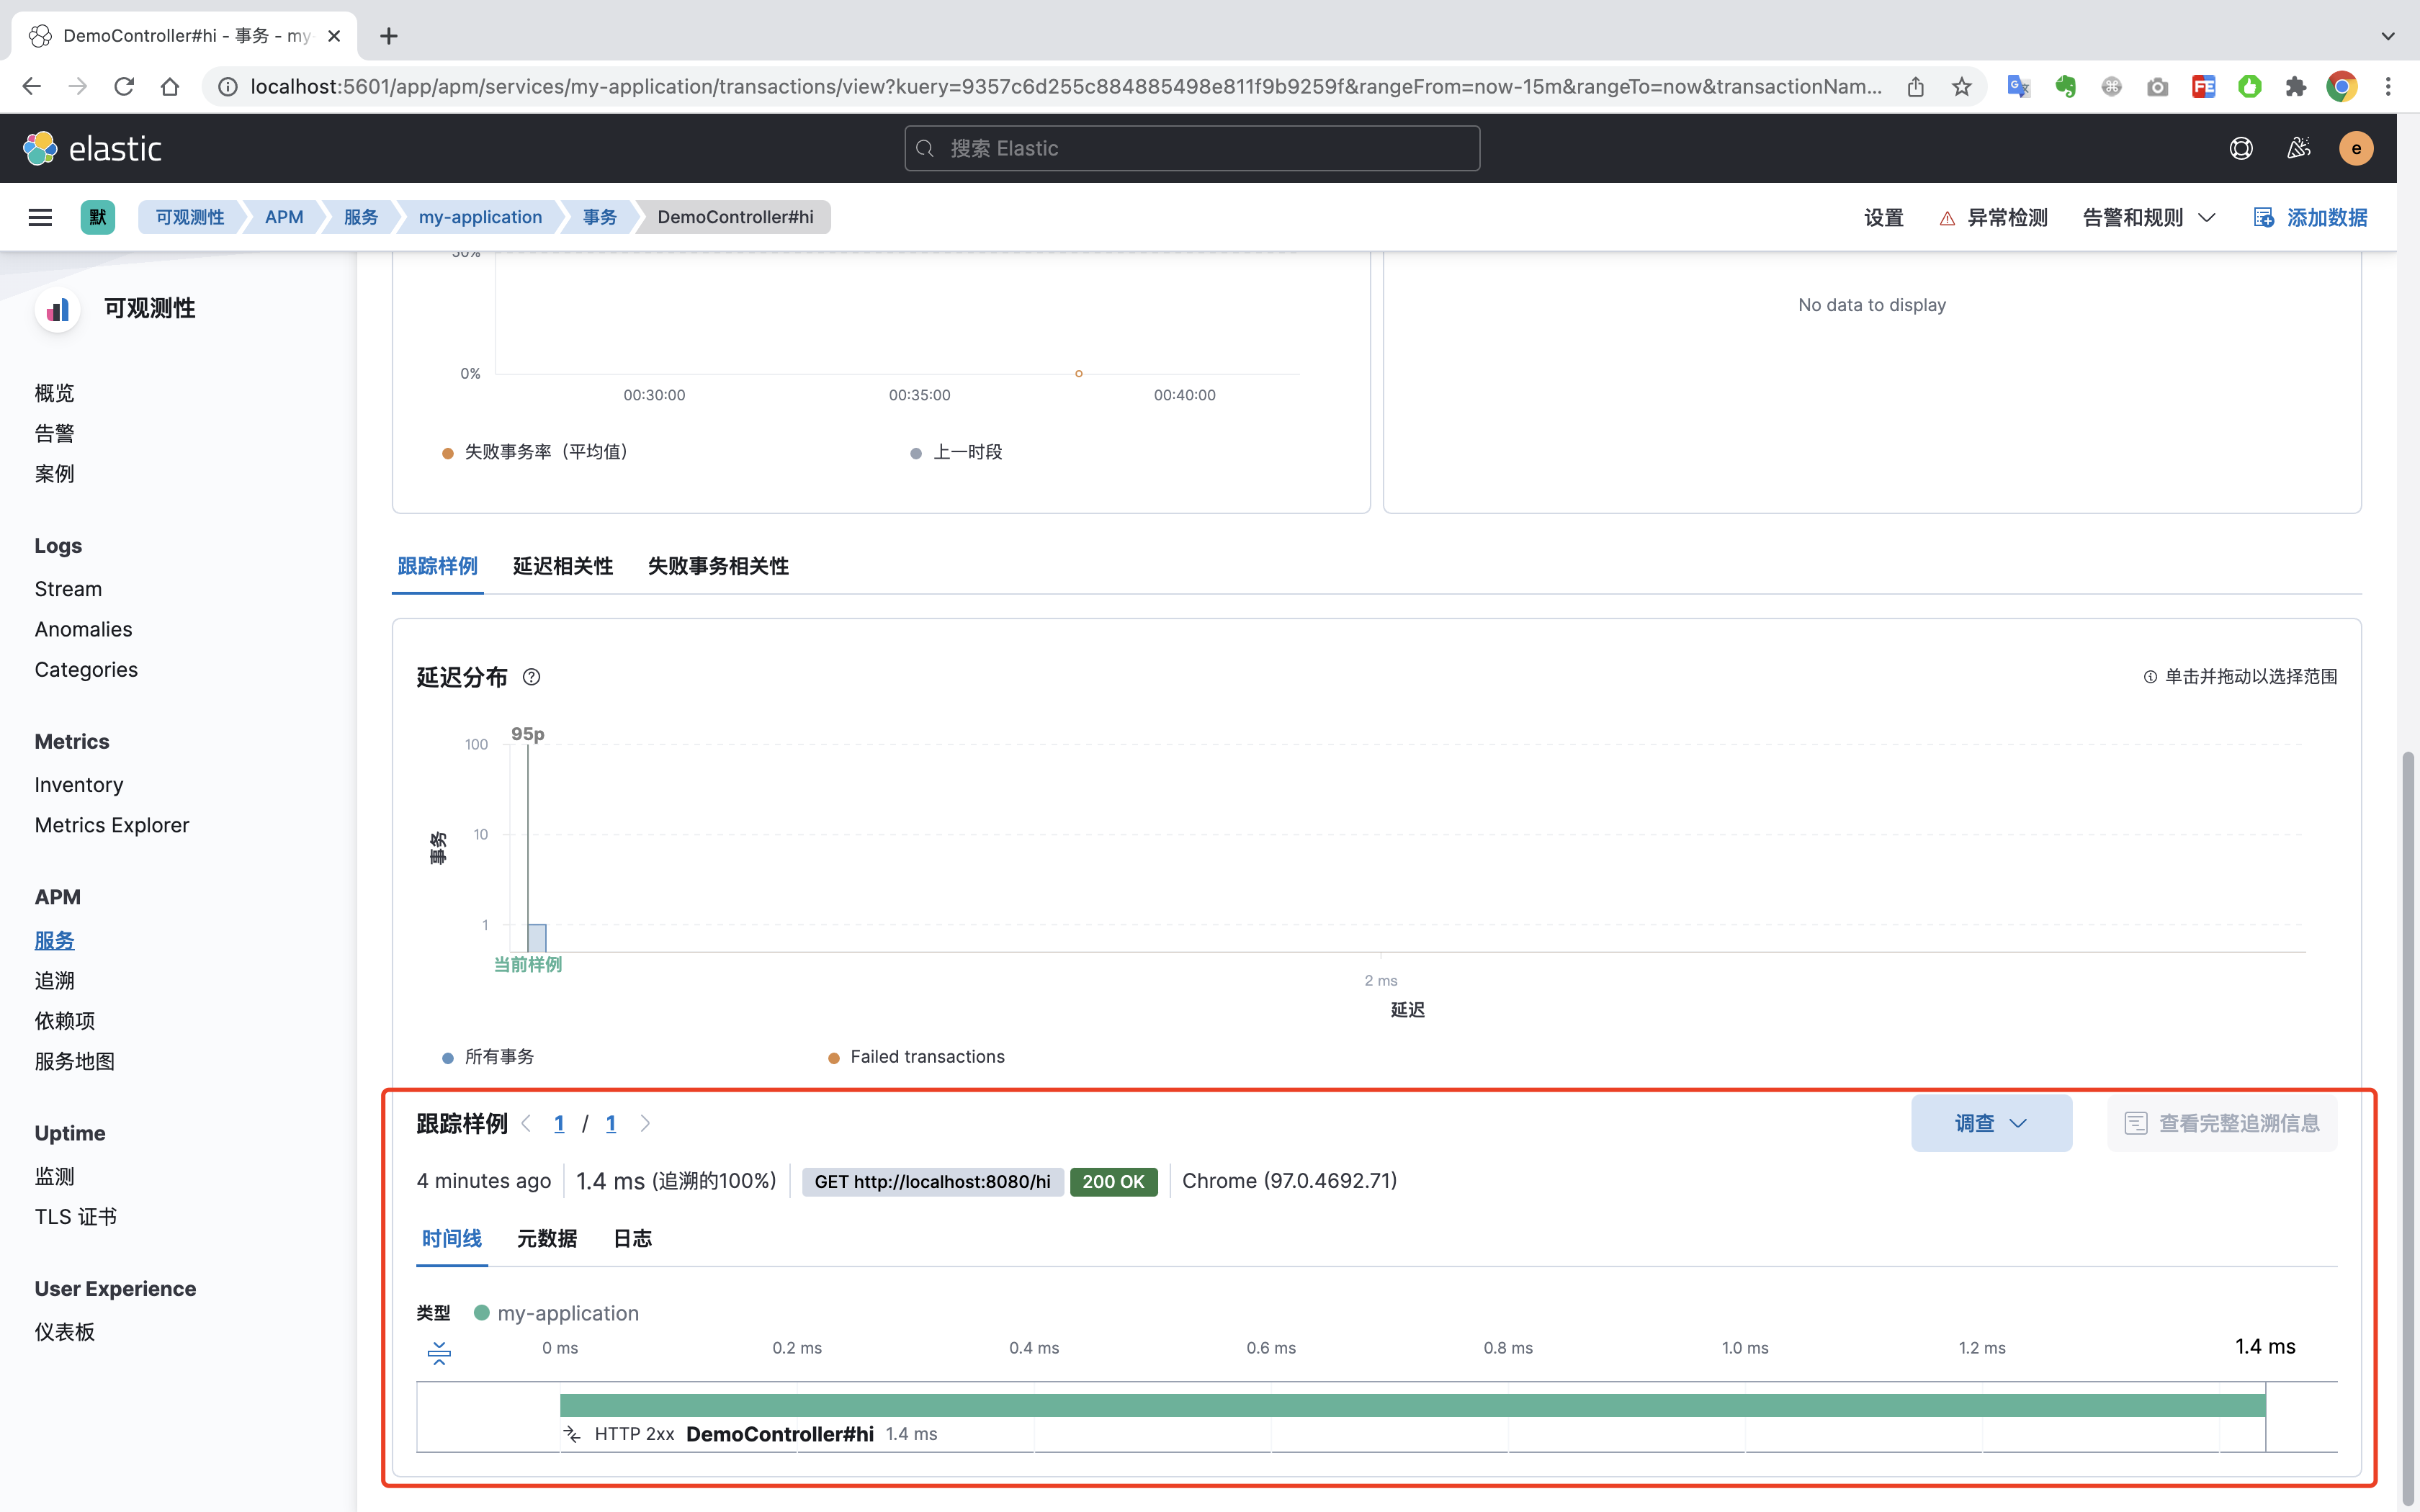 DemoController#hi - 事务 - my-
localhost:5601/app/apm/services/my-application/transactions/view?kuery=9357c6d255c884885498e811f9b9259f&rangeFrom=now-15m&rangeTo=now&transactionNam...
FE
elastic
搜索 Elastic
e
默
可观测性
APM
服务
my-application
事务
DemoController#hi
设置
异常检测
告警和规则
添加数据
可观测性
概览
告警
案例
Logs
Stream
Anomalies
Categories
Metrics
Inventory
Metrics Explorer
APM
服务
追溯
依赖项
服务地图
Uptime
监测
TLS 证书
User Experience
仪表板
50%
0%
00:30:00
00:35:00
00:40:00
失败事务率（平均值）
上一时段
No data to display
跟踪样例
延迟相关性
失败事务相关性
延迟分布
单击并拖动以选择范围
95p
100
10
1
事务
当前样例
2 ms
延迟
所有事务
Failed transactions
跟踪样例 1 / 1
调查
查看完整追溯信息
4 minutes ago
1.4 ms (追溯的100%)
GET http://localhost:8080/hi
200 OK
Chrome (97.0.4692.71)
时间线
元数据
日志
类型
my-application
0 ms
0.2 ms
0.4 ms
0.6 ms
0.8 ms
1.0 ms
1.2 ms
1.4 ms
HTTP 2xx DemoController#hi 1.4 ms